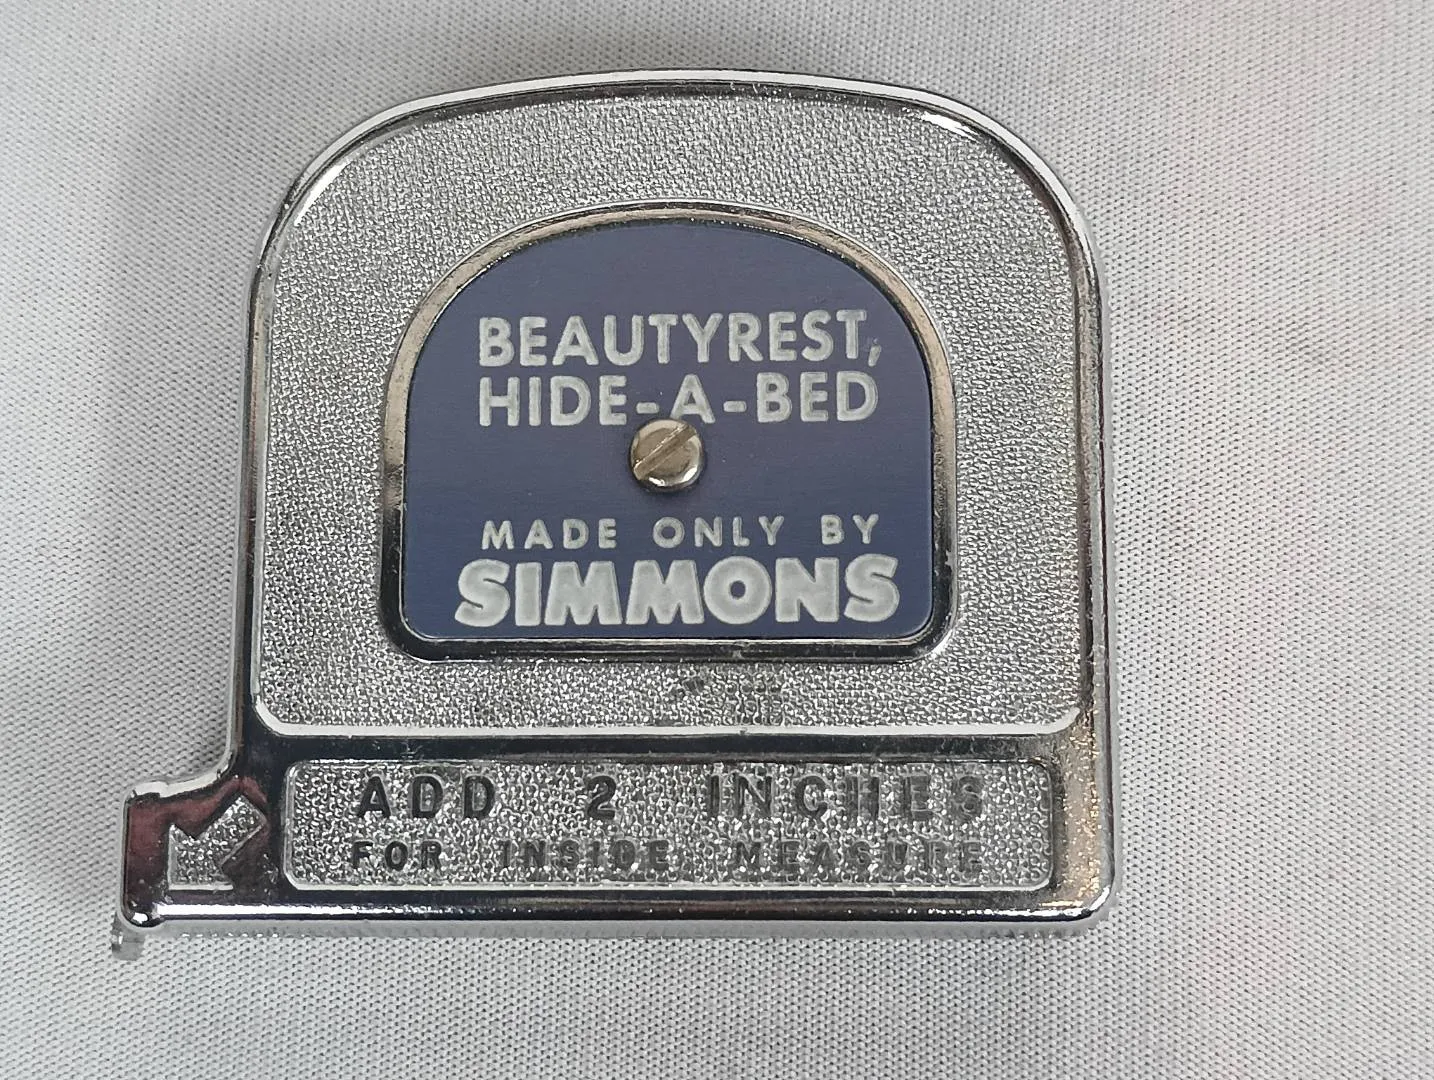 BEAUTYREST,
HIDE-A-BED
MADE ONLY BY
SIMMONS
ADD 2 INCHES
FOR INSIDE MEASURE